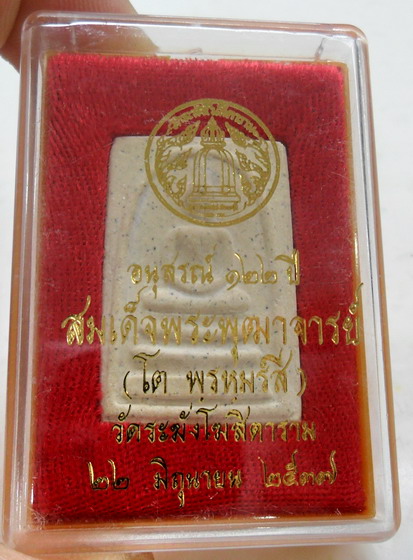 อนุสรณ์ ๑๒๒ ปี
สมเด็จพระพุฒาจารย์
(โต พรหมรังสี)
วัดระฆังโฆสิตาราม
๒๒ มิถุนายน ๒๕๓๗